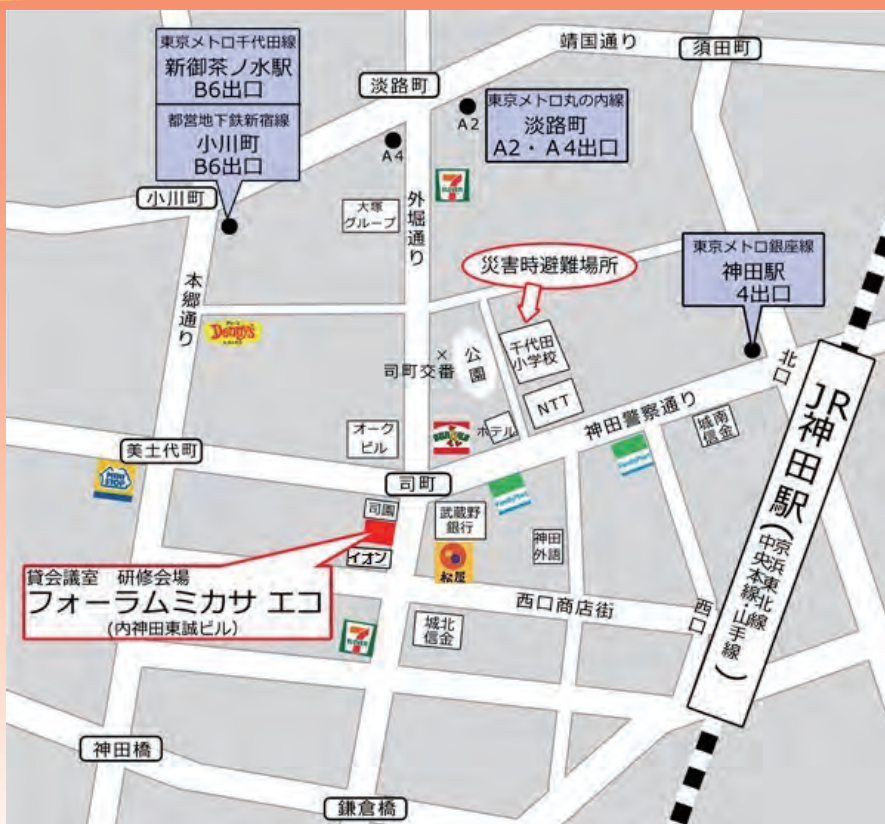 東京メトロ千代田線
新御茶ノ水駅
B6出口
都営地下鉄新宿線
小川町
B6出口
淡路町
靖国通り
須田町
A2
東京メトロ丸の内線
淡路町
A2・A4出口
A4
小川町
大塚
グループ
外堀通り
7
ELEVEN
災害時避難場所
東京メトロ銀座線
神田駅
4出口
本郷通り
Denny's
×
司町交番
公園
千代田
小学校
NTT
北口
オーク
ビル
ホテル
神田警察通り
城南
信金
美土代町
MINI
STOP
司町
FamilyMart
FamilyMart
司園
武蔵野
銀行
イオン
松屋
神田
外語
JR神田駅(京浜東北線
中央本線・山手線)
貸会議室 研修会場
フォーラムミカサ エコ
(内神田東誠ビル)
西口商店街
西口
7
城北
信金
神田橋
鎌倉橋